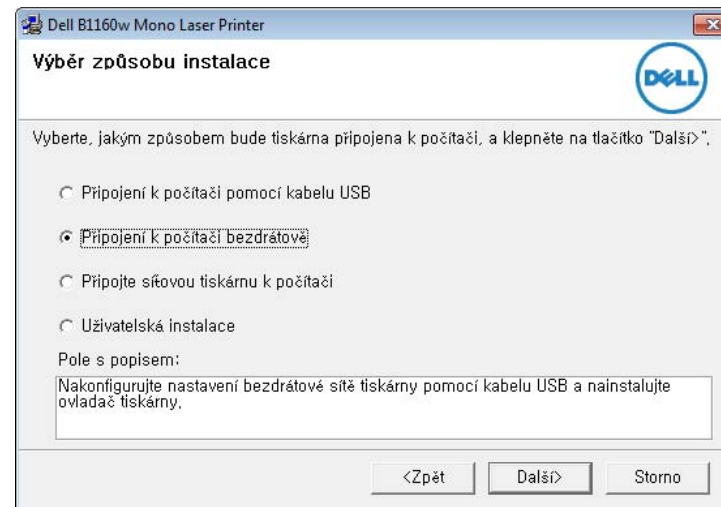 Dell B1160w Mono Laser Printer
Výběr způsobu instalace
DELL
Vyberte, jakým způsobem bude tiskárna připojena k počítači, a klepněte na tlačítko "Další>",
Připojení k počítači pomocí kabelu USB
Připojení k počítači bezdrátově
Připojte síťovou tiskárnu k počítači
Uživatelská instalace
Pole s popisem:
Nakonfigurujte nastavení bezdrátové sítě tiskárny pomocí kabelu USB a nainstalujte
ovladač tiskárny,
<Zpět Další> Storno